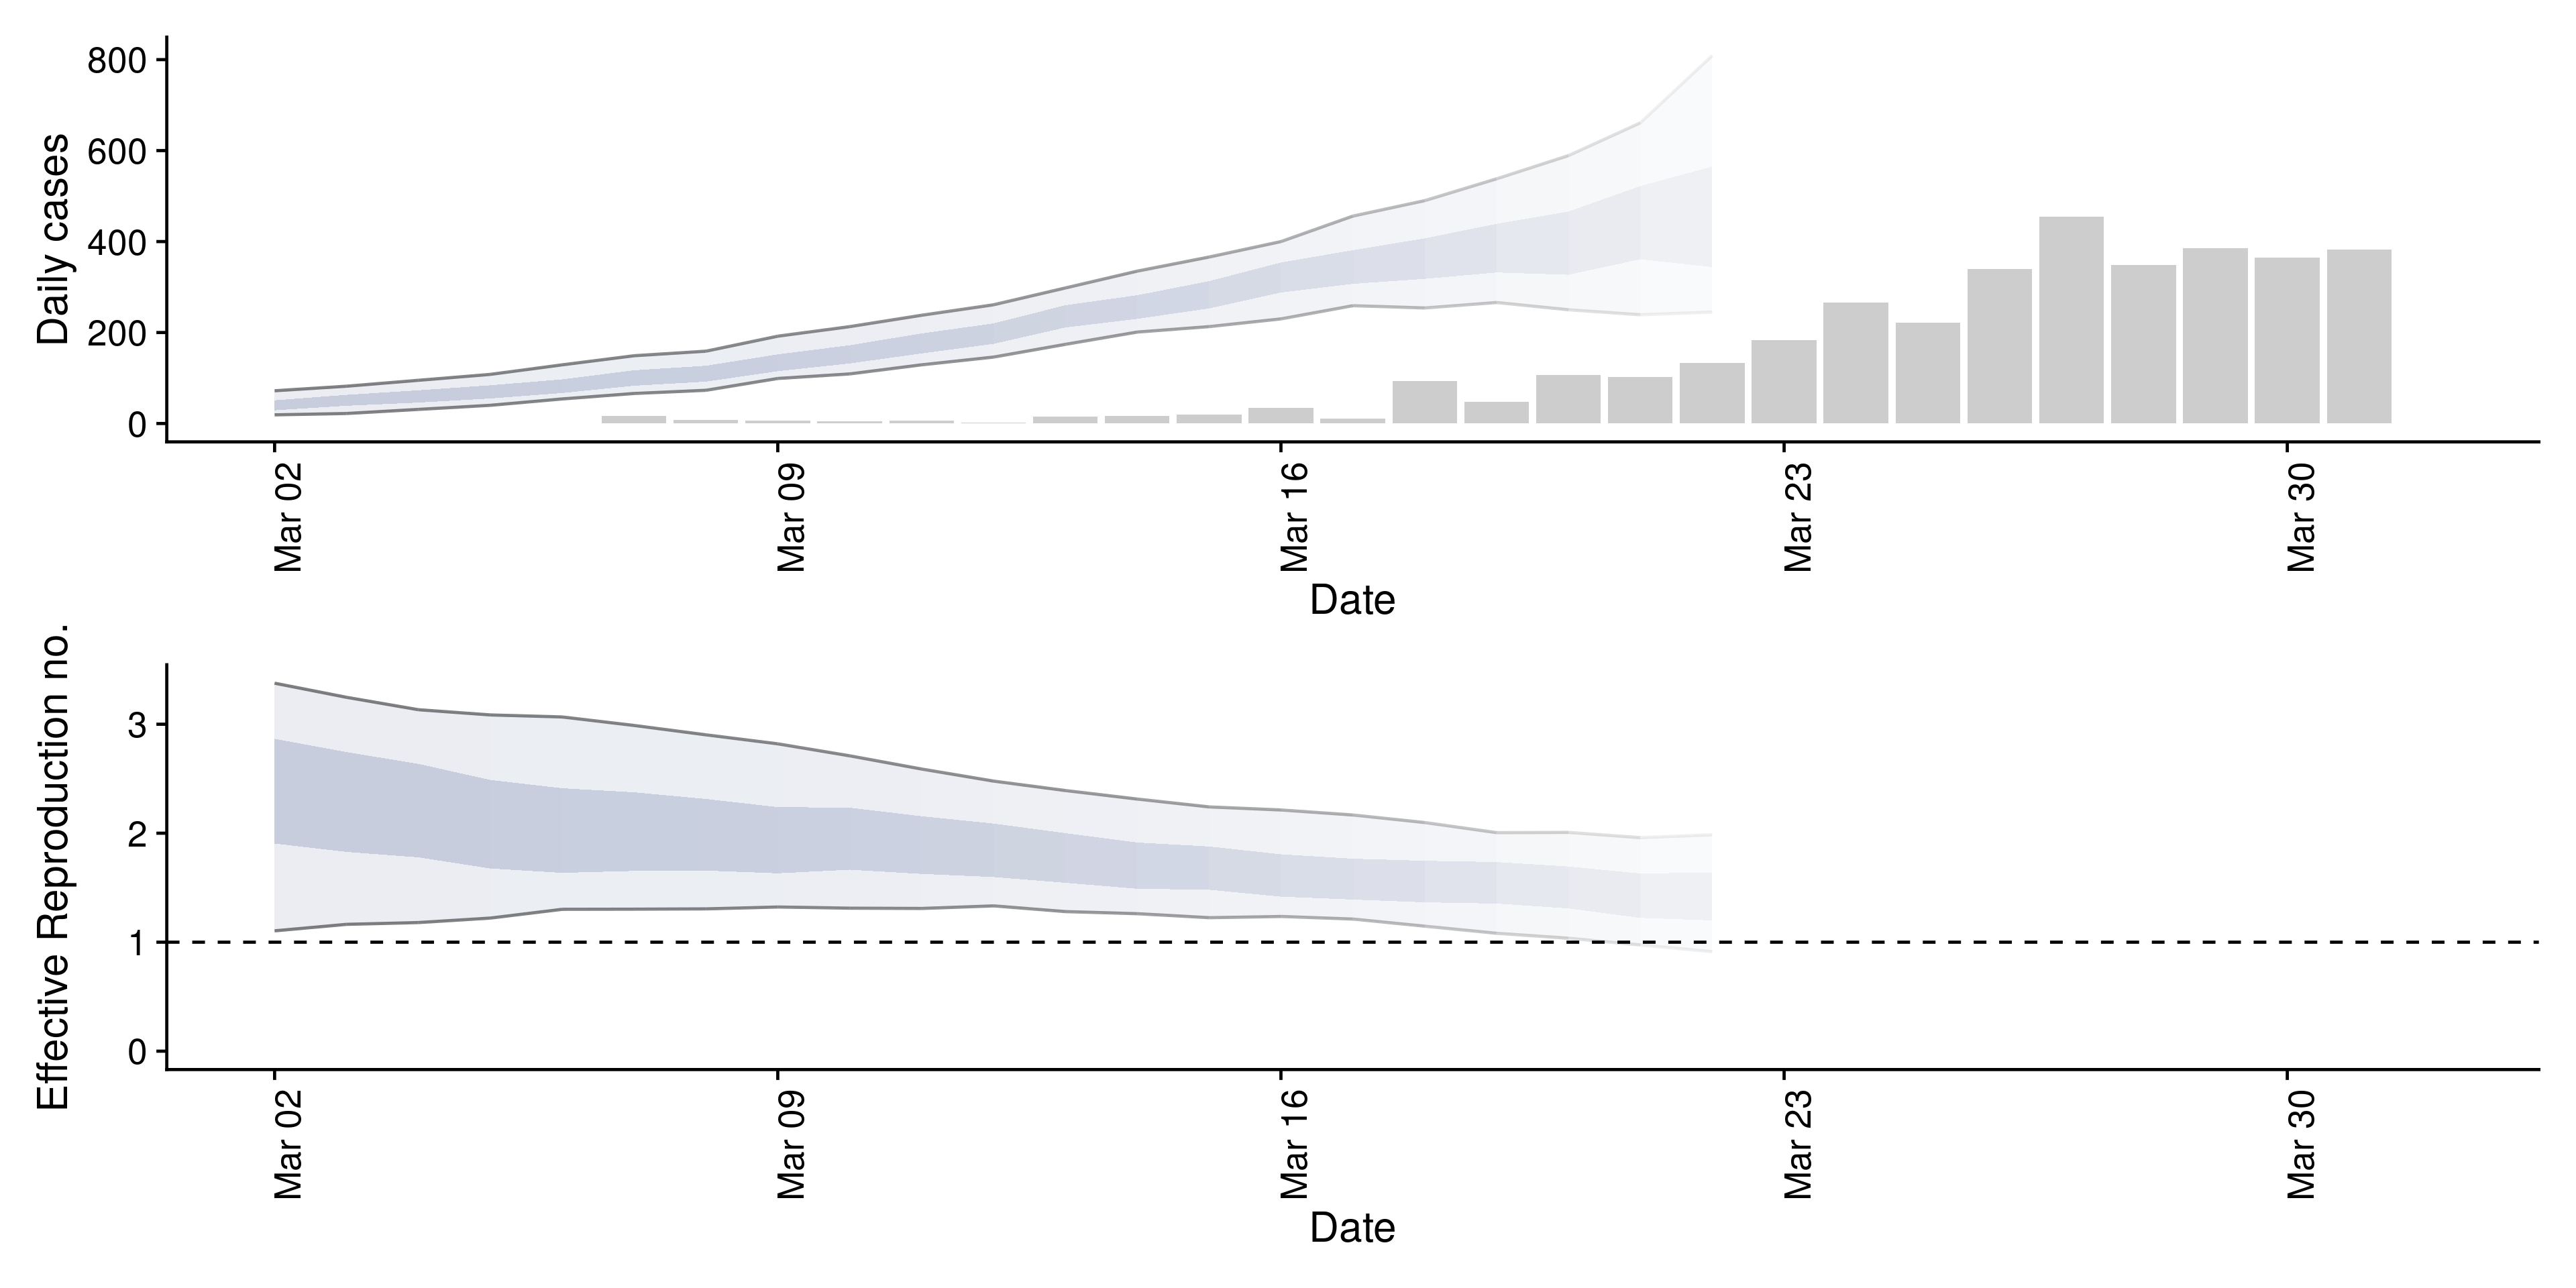 Daily cases
800
600
400
200
0
Mar 02
Mar 09
Mar 16
Mar 23
Mar 30
Date
Effective Reproduction no.
3
2
1
0
Mar 02
Mar 09
Mar 16
Mar 23
Mar 30
Date